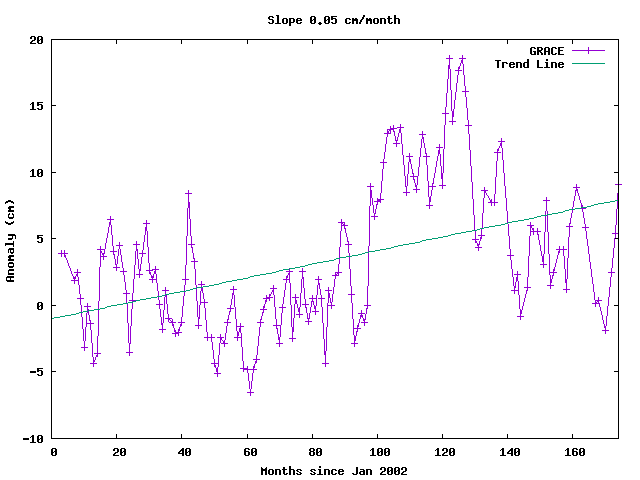 Slope 0.05 cm/month
GRACE
Trend Line
20
15
10
5
0
-5
-10
Anomaly (cm)
0 20 40 60 80 100 120 140 160
Months since Jan 2002